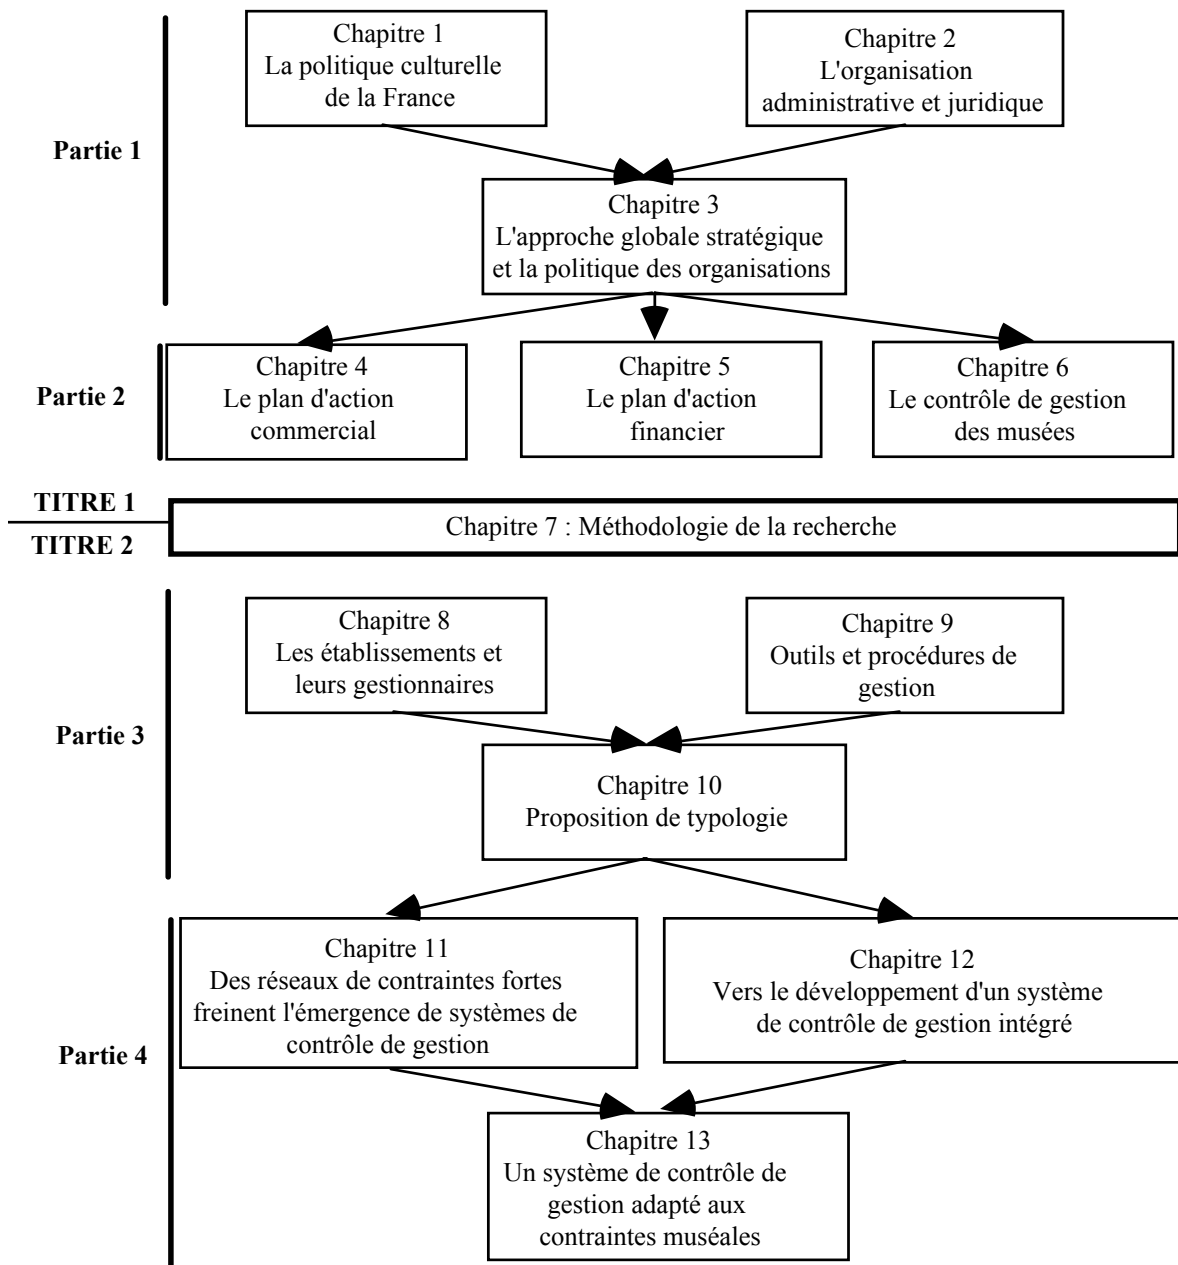 Chapitre 1
La politique culturelle
de la France
Chapitre 2
L'organisation
administrative et juridique
Partie 1
Chapitre 3
L'approche globale stratégique
et la politique des organisations
Partie 2
Chapitre 4
Le plan d'action
commercial
Chapitre 5
Le plan d'action
financier
Chapitre 6
Le contrôle de gestion
des musées
TITRE 1
TITRE 2
Chapitre 7 : Méthodologie de la recherche
Chapitre 8
Les établissements et
leurs gestionnaires
Chapitre 9
Outils et procédures de
gestion
Partie 3
Chapitre 10
Proposition de typologie
Chapitre 11
Des réseaux de contraintes fortes
freinent l'émergence de systèmes de
contrôle de gestion
Chapitre 12
Vers le développement d'un système
de contrôle de gestion intégré
Partie 4
Chapitre 13
Un système de contrôle de
gestion adapté aux
contraintes muséales